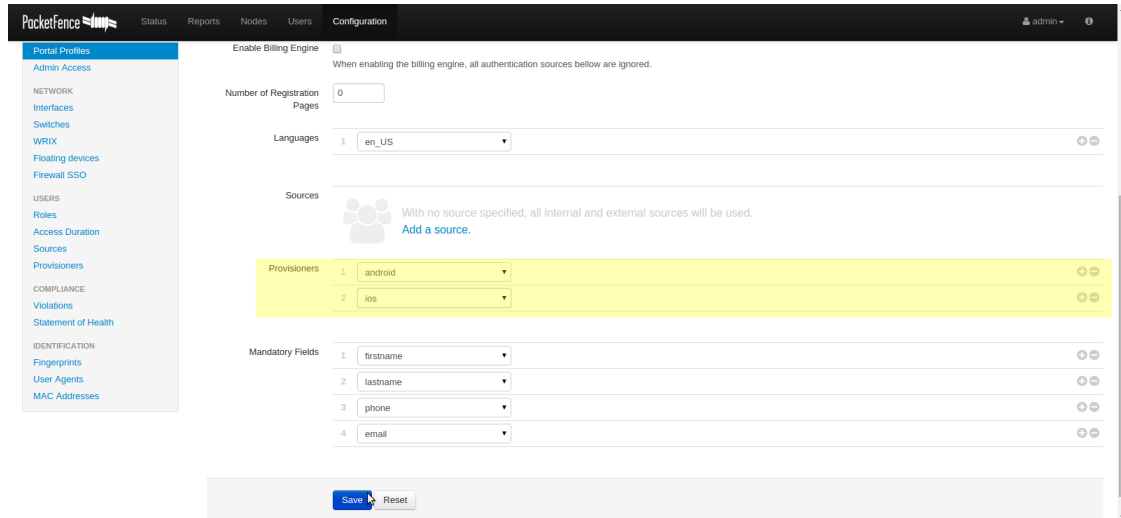 PacketFence Status Reports Nodes Users Configuration admin
Portal Profiles
Admin Access
NETWORK
Interfaces
Switches
WRIX
Floating devices
Firewall SSO
USERS
Roles
Access Duration
Sources
Provisioners
COMPLIANCE
Violations
Statement of Health
IDENTIFICATION
Fingerprints
User Agents
MAC Addresses
Enable Billing Engine
When enabling the billing engine, all authentication sources bellow are ignored.
Number of Registration
Pages
0
Languages
1 en_US
Sources
With no source specified, all internal and external sources will be used.
Add a source.
Provisioners
1 android
2 ios
Mandatory Fields
1 firstname
2 lastname
3 phone
4 email
Save Reset